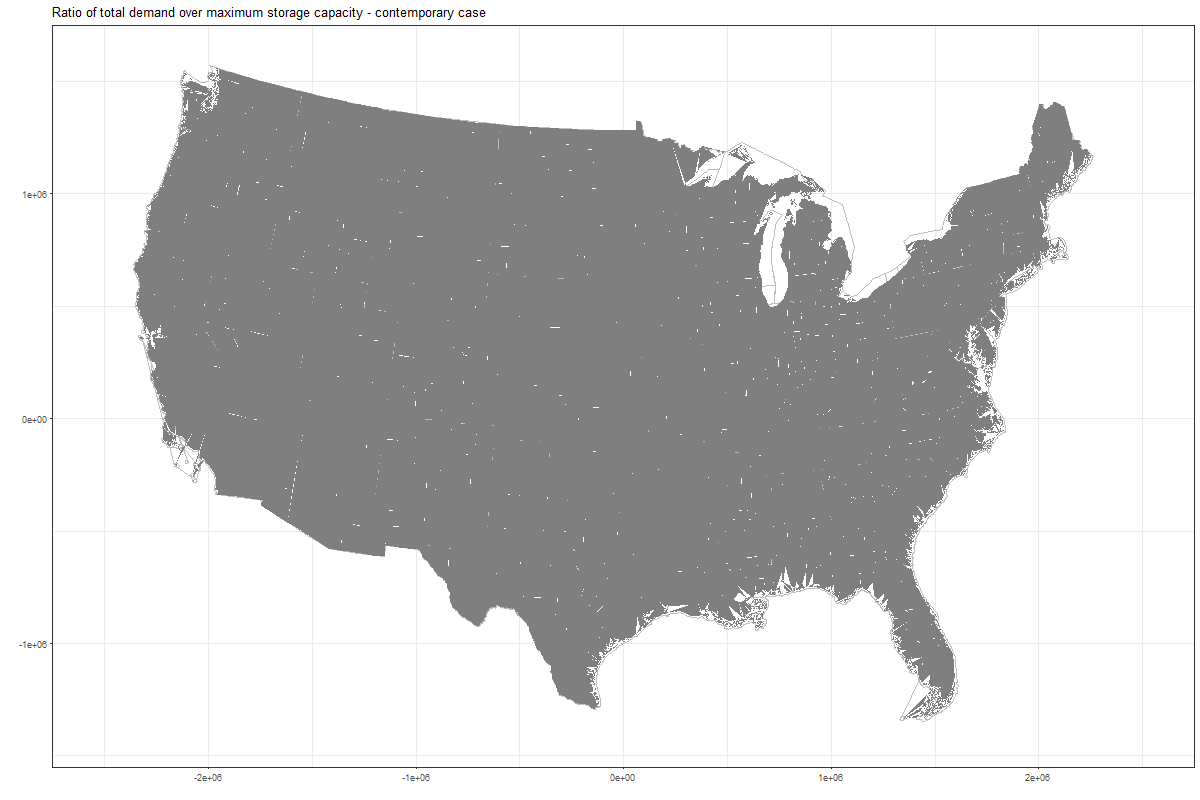 Ratio of total demand over maximum storage capacity - contemporary case
1e+06
0e+00
-1e+06
-2e+06 -1e+06 0e+00 1e+06 2e+06